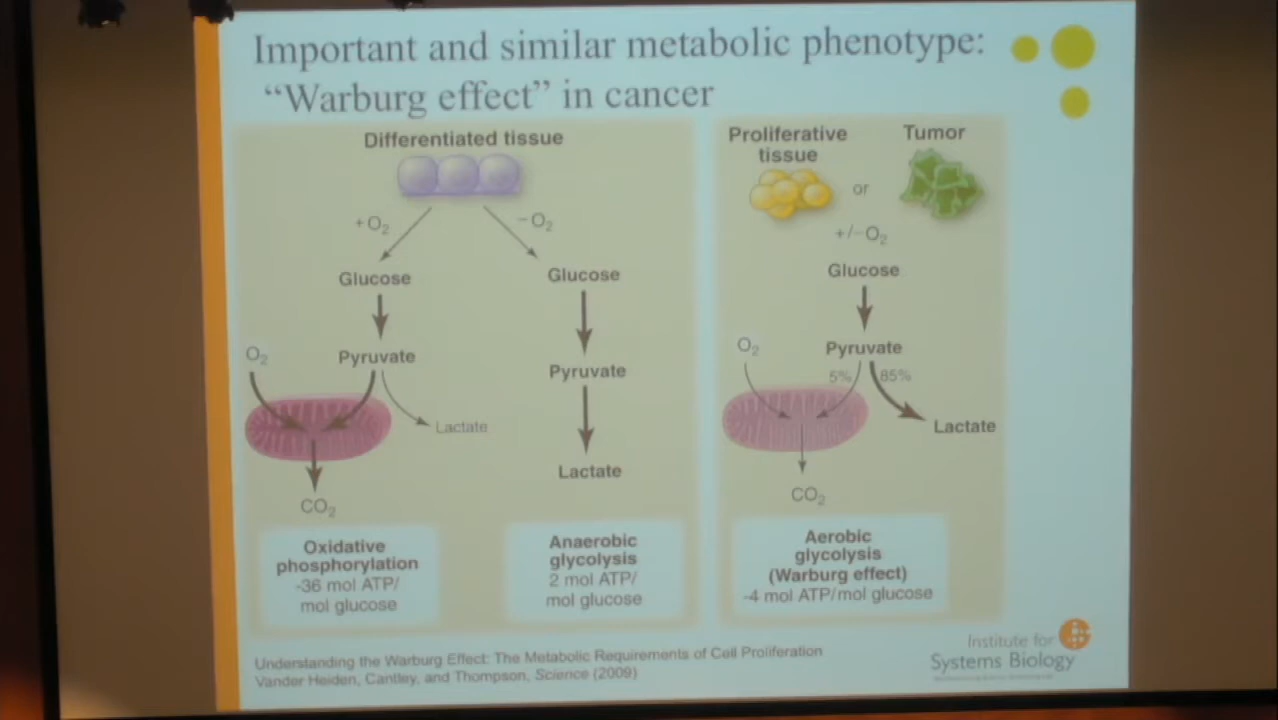 Important and similar metabolic phenotype:
“Warburg effect” in cancer
Differentiated tissue
+O₂
−O₂
Glucose
Glucose
O₂
Pyruvate
Pyruvate
Lactate
Lactate
CO₂
Oxidative
phosphorylation
~36 mol ATP/
mol glucose
Anaerobic
glycolysis
2 mol ATP/
mol glucose
Proliferative
tissue
Tumor
or
+/−O₂
Glucose
O₂
Pyruvate
5%
85%
Lactate
CO₂
Aerobic
glycolysis
(Warburg effect)
~4 mol ATP/mol glucose
Understanding the Warburg Effect: The Metabolic Requirements of Cell Proliferation
Vander Heiden, Cantley, and Thompson, Science (2009)
Institute for
Systems Biology